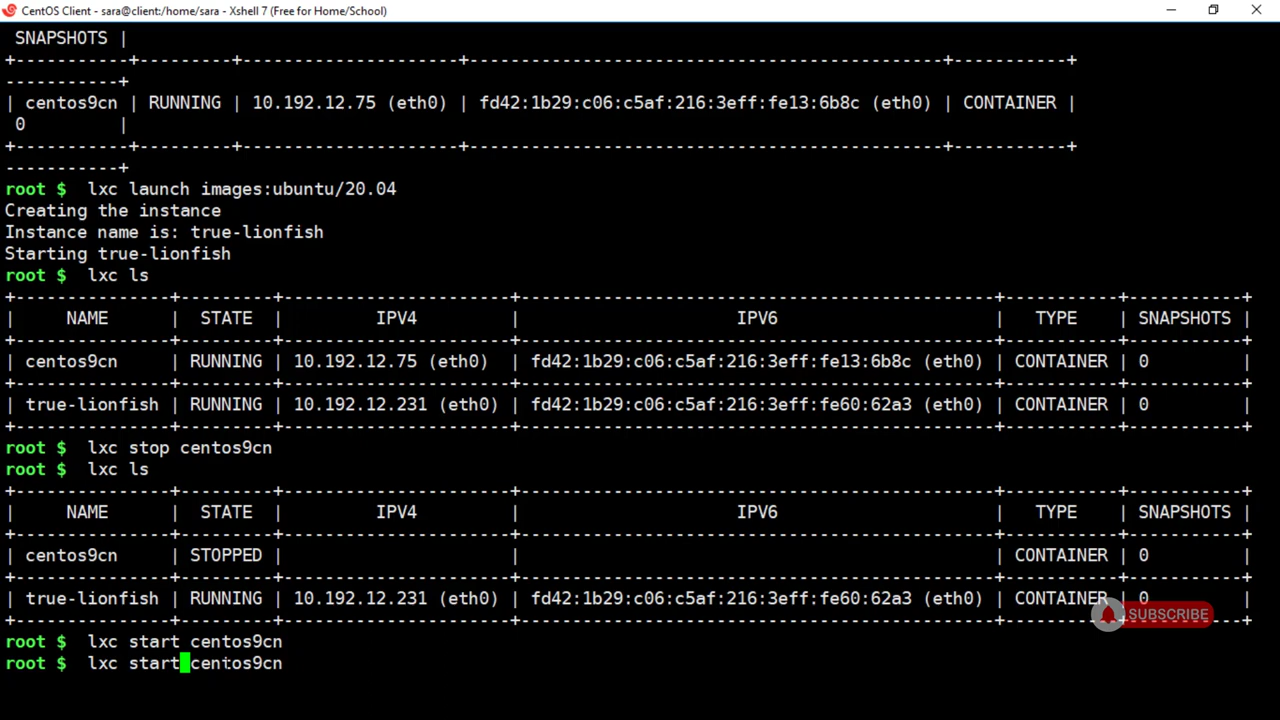 CentOS Client - sara@client:/home/sara - Xshell 7 (Free for Home/School)
 SNAPSHOTS |
+-----------+---------+---------------------+----------------------------------------------+-----------+
-----------+
| centos9cn | RUNNING | 10.192.12.75 (eth0) | fd42:1b29:c06:c5af:216:3eff:fe13:6b8c (eth0) | CONTAINER |
 0         |
+-----------+---------+---------------------+----------------------------------------------+-----------+
-----------+
root $  lxc launch images:ubuntu/20.04
Creating the instance
Instance name is: true-lionfish
Starting true-lionfish
root $  lxc ls
+---------------+---------+----------------------+----------------------------------------------+-----------+-----------+
|     NAME      |  STATE  |         IPV4         |                     IPV6                     |   TYPE    | SNAPSHOTS |
+---------------+---------+----------------------+----------------------------------------------+-----------+-----------+
| centos9cn     | RUNNING | 10.192.12.75 (eth0)  | fd42:1b29:c06:c5af:216:3eff:fe13:6b8c (eth0) | CONTAINER | 0         |
+---------------+---------+----------------------+----------------------------------------------+-----------+-----------+
| true-lionfish | RUNNING | 10.192.12.231 (eth0) | fd42:1b29:c06:c5af:216:3eff:fe60:62a3 (eth0) | CONTAINER | 0         |
+---------------+---------+----------------------+----------------------------------------------+-----------+-----------+
root $  lxc stop centos9cn
root $  lxc ls
+---------------+---------+----------------------+----------------------------------------------+-----------+-----------+
|     NAME      |  STATE  |         IPV4         |                     IPV6                     |   TYPE    | SNAPSHOTS |
+---------------+---------+----------------------+----------------------------------------------+-----------+-----------+
| centos9cn     | STOPPED |                      |                                              | CONTAINER | 0         |
+---------------+---------+----------------------+----------------------------------------------+-----------+-----------+
| true-lionfish | RUNNING | 10.192.12.231 (eth0) | fd42:1b29:c06:c5af:216:3eff:fe60:62a3 (eth0) | CONTAINER | 0         |
SUBSCRIBE
+---------------+---------+----------------------+----------------------------------------------+-----------+-----------+
root $  lxc start centos9cn
root $  lxc start centos9cn